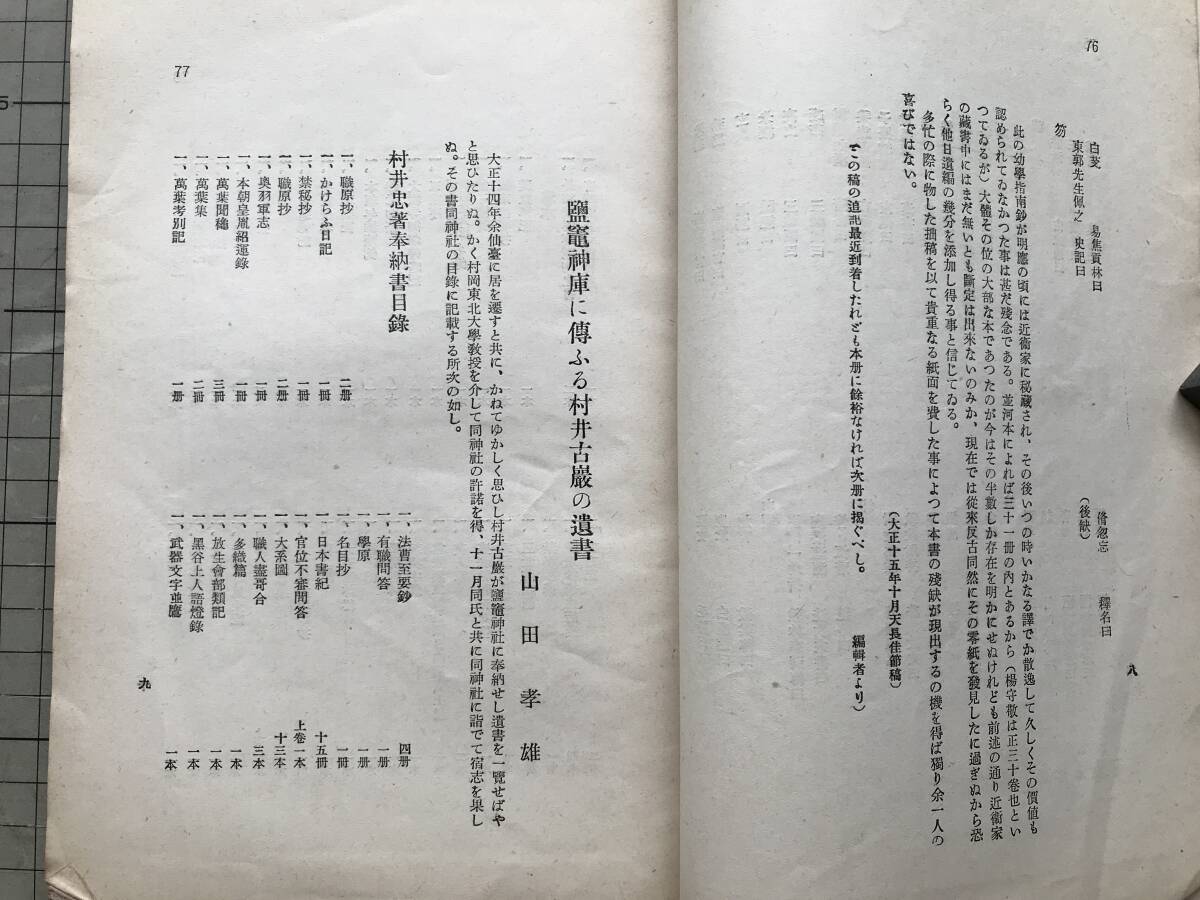 76
白芝　易焦貢林曰　脩忽忘　釋名曰
笏　東郭先生佩之　史記曰　（後缺）
此の幼學指南鈔が明應の頃には近衞家に秘藏され、その後いつの時いかなる譯でか散逸して久しくその價値も
認められてゐなかつた事は甚だ殘念である。並河本によれば三十一冊の內とあるから（楊守敬は正三十卷也とい
つてゐるが）大體その位の大部な本であつたのが今はその半數しか存在を明かにせぬけれども前述の通り近衞家
の藏書中にはまだ無いとも斷定は出來ないのみか、現在では從來反古同然にその零紙を發見したに過ぎぬから恐
らく他日遺編の幾分を添加し得る事と信じてゐる。
多忙の際に物した拙稿を以て貴重なる紙面を費した事によつて本書の殘缺が現出するの機を得ば獨り余一人の
喜びではない。
（大正十五年十月天長佳節稿）
この稿の追記最近到着したれども本册に餘裕なければ次册に揭ぐべし。　編輯者より）
八
77
鹽竈神庫に傳ふる村井古巖の遺書
山田孝雄
大正十四年余仙臺に居を遷すと共に、かねてゆかしく思ひし村井古巖が鹽竈神社に奉納せし遺書を一覽せばや
と思ひたりぬ。かく村岡東北大學敎授を介して同神社の許諾を得、十一月同氏と共に同神社に詣でて宿志を果し
ぬ。その書同神社の目錄に記載する所次の如し。
村井忠著奉納書目錄
一、職原抄　二册
一、かけらふ日記　一冊
一、禁秘抄　一冊
一、職原抄　二册
一、奧羽軍志　一冊
一、本朝皇胤紹運錄　一冊
一、萬葉聞穗　三冊
一、萬葉集　二冊
一、萬葉考別記　一册
一、法曹至要鈔　四册
一、有職問答　一册
一、學原　一册
一、名目抄　一冊
一、日本書紀　十五冊
一、官位不審問答　上卷一本
一、大系圖　十三本
一、職人盡哥合　三本
一、多識篇　一本
一、放生會部類記　一本
一、黑谷上人語燈錄　一本
一、武器文字並鷹　一本
九
5